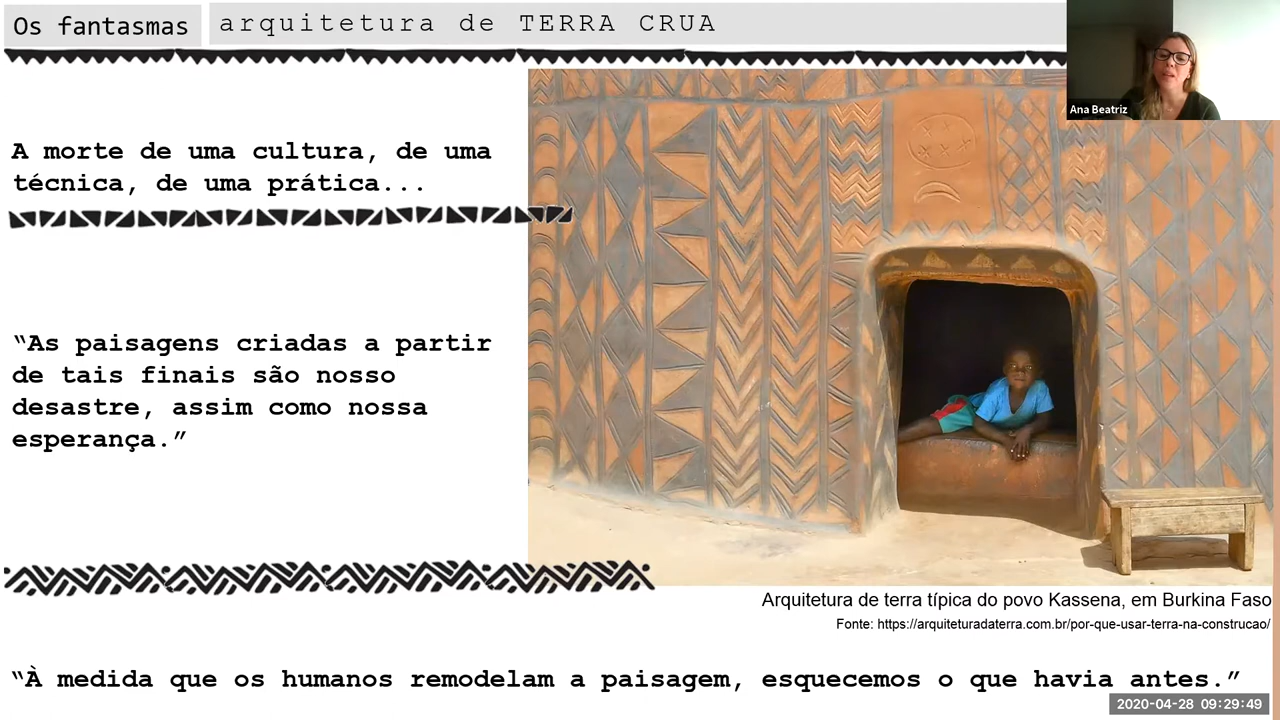 Os fantasmas
arquitetura de TERRA CRUA
Ana Beatriz
A morte de uma cultura, de uma
técnica, de uma prática...
“As paisagens criadas a partir
de tais finais são nosso
desastre, assim como nossa
esperança.”
Arquitetura de terra típica do povo Kassena, em Burkina Faso
Fonte: https://arquiteturadaterra.com.br/por-que-usar-terra-na-construcao/
“À medida que os humanos remodelam a paisagem, esquecemos o que havia antes.”
2020-04-28 09:29:49